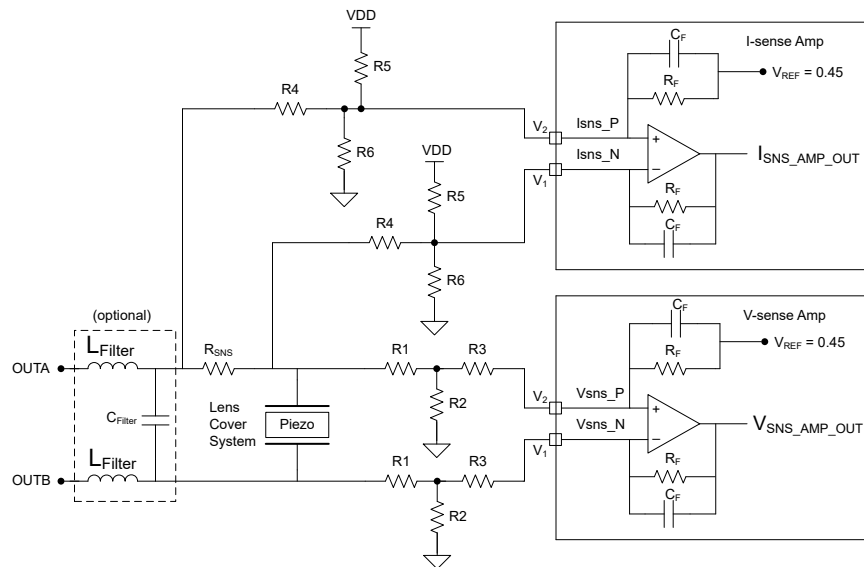 VDD
R5
R4
R6
VDD
R5
R4
R6
V2
V1
Isns_P
Isns_N
CF
RF
I-sense Amp
VREF = 0.45
+
−
ISNS_AMP_OUT
RF
CF
(optional)
LFilter
OUTA
CFilter
LFilter
OUTB
RSNS
Lens
Cover
System
Piezo
R1
R3
R2
R1
R3
R2
V2
V1
Vsns_P
Vsns_N
CF
RF
V-sense Amp
VREF = 0.45
+
−
VSNS_AMP_OUT
RF
CF